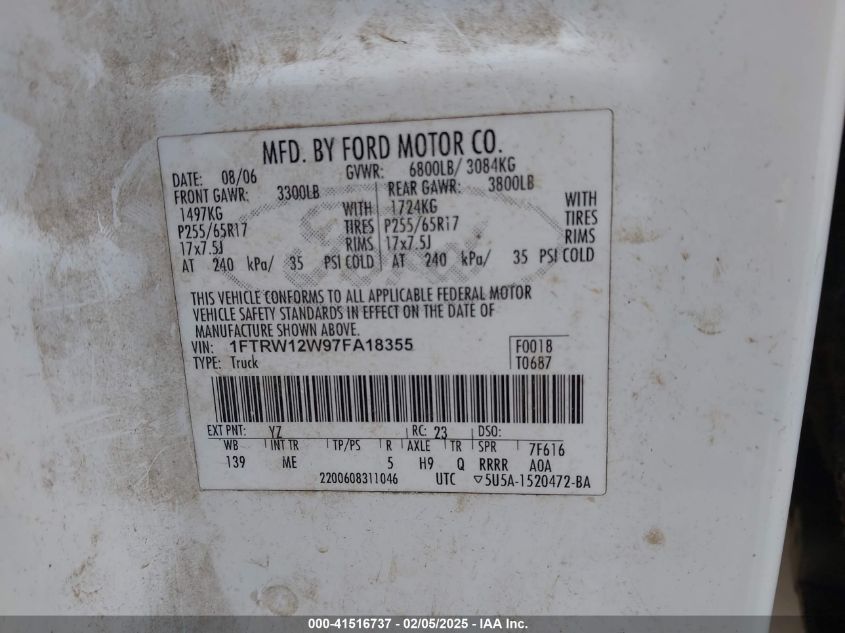 MFD. BY FORD MOTOR CO.
DATE: 08/06 GVWR: 6800LB/ 3084KG
FRONT GAWR: 3300LB REAR GAWR: 3800LB
1497KG WITH 1724KG WITH
P255/65R17 TIRES P255/65R17 TIRES
17x7.5J RIMS 17x7.5J RIMS
AT 240 kPa/ 35 PSI COLD AT 240 kPa/ 35 PSI COLD
THIS VEHICLE CONFORMS TO ALL APPLICABLE FEDERAL MOTOR
VEHICLE SAFETY STANDARDS IN EFFECT ON THE DATE OF
MANUFACTURE SHOWN ABOVE.
VIN: 1FTRW12W97FA18355 F0018
TYPE: Truck T0687
EXT PNT: YZ RC: 23 DSO:
WB INT TR TP/PS R AXLE TR SPR 7F616
139 ME 5 H9 Q RRRR AOA
2200608311046 UTC ▽5U5A-1520472-BA
000-41516737 — 02/05/2025 — IAA Inc.